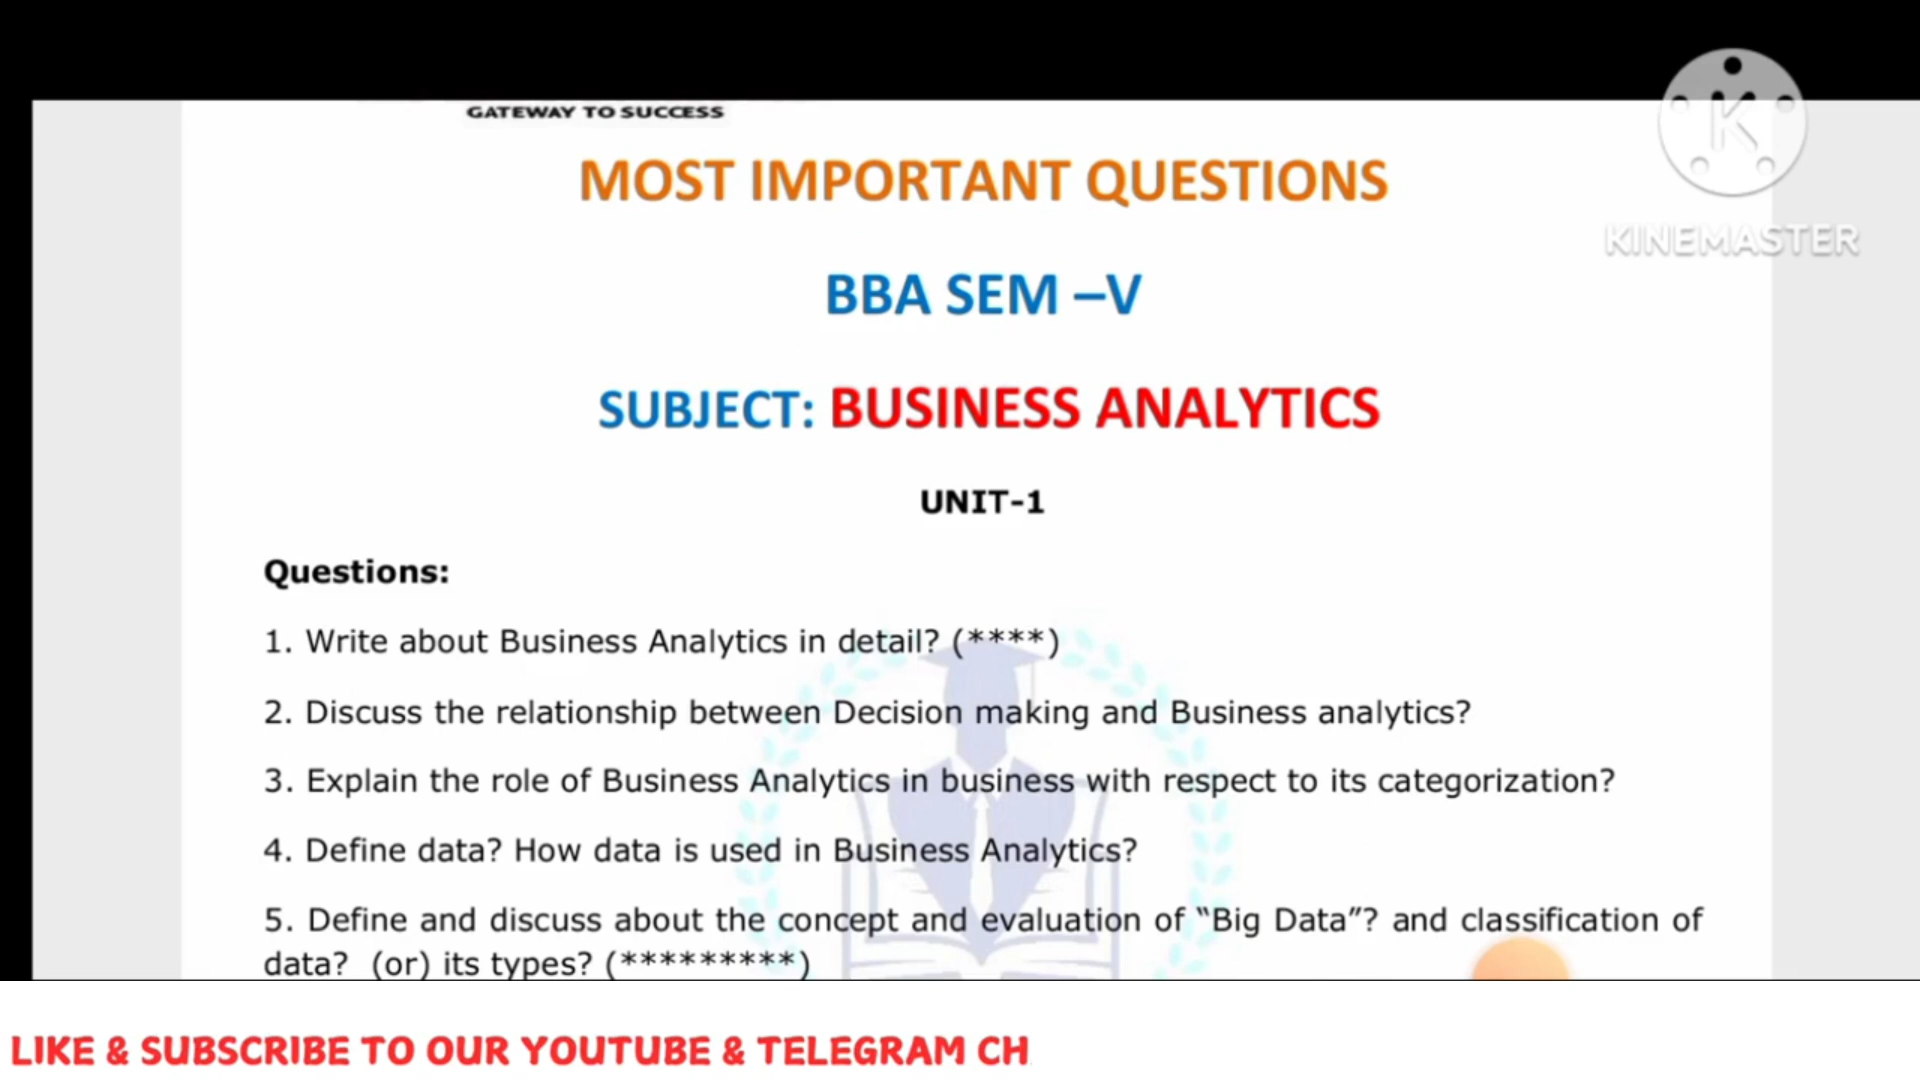 GATEWAY TO SUCCESS
MOST IMPORTANT QUESTIONS
KINEMASTER
BBA SEM –V
SUBJECT: BUSINESS ANALYTICS
UNIT-1
Questions:
1. Write about Business Analytics in detail? (****)
2. Discuss the relationship between Decision making and Business analytics?
3. Explain the role of Business Analytics in business with respect to its categorization?
4. Define data? How data is used in Business Analytics?
5. Define and discuss about the concept and evaluation of “Big Data”? and classification of
data? (or) its types? (*********)
LIKE & SUBSCRIBE TO OUR YOUTUBE & TELEGRAM CH